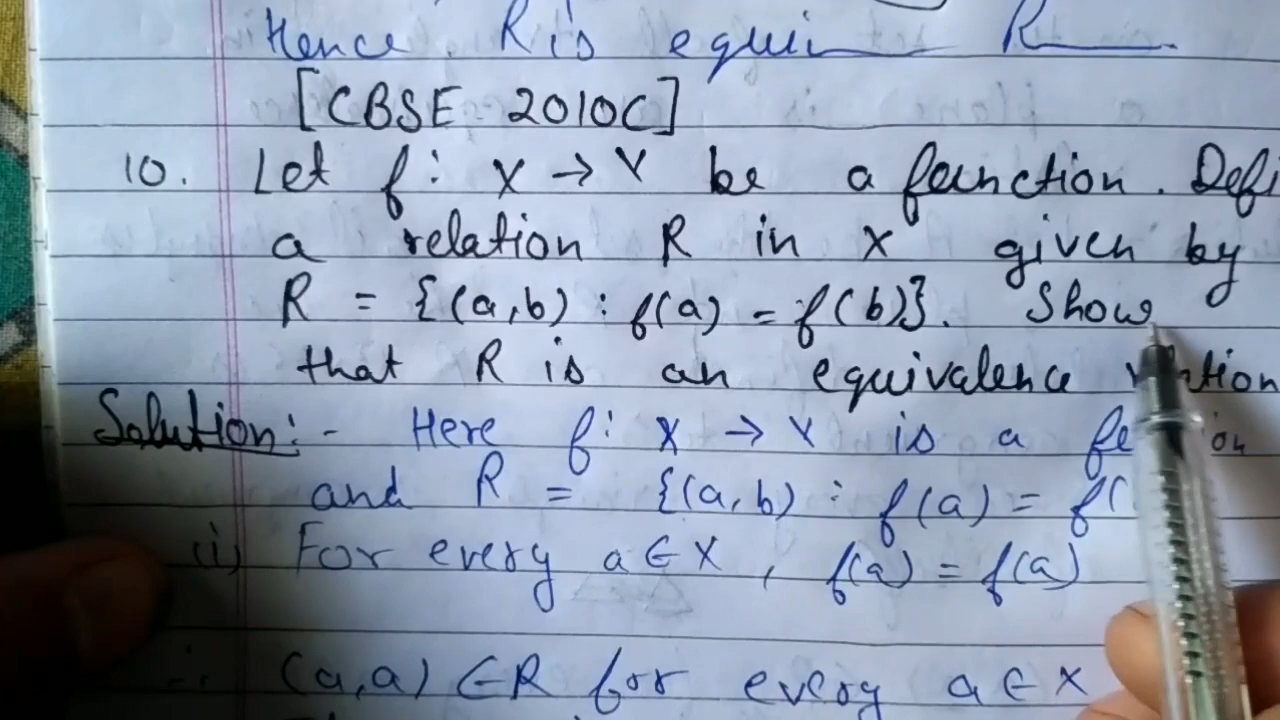 Hence R is equi R
[CBSE 2010C]
10. Let f: X → Y be a function. Defi
a relation R in X given by
R = {(a,b) : f(a) = f(b)}. Show
that R is an equivalence
Solution:- Here f: X → Y is a
and R = {(a,b) : f(a) = f(
(i) For every a ∈ X, f(a) = f(a)
∴ (a,a) ∈ R for every a ∈ X